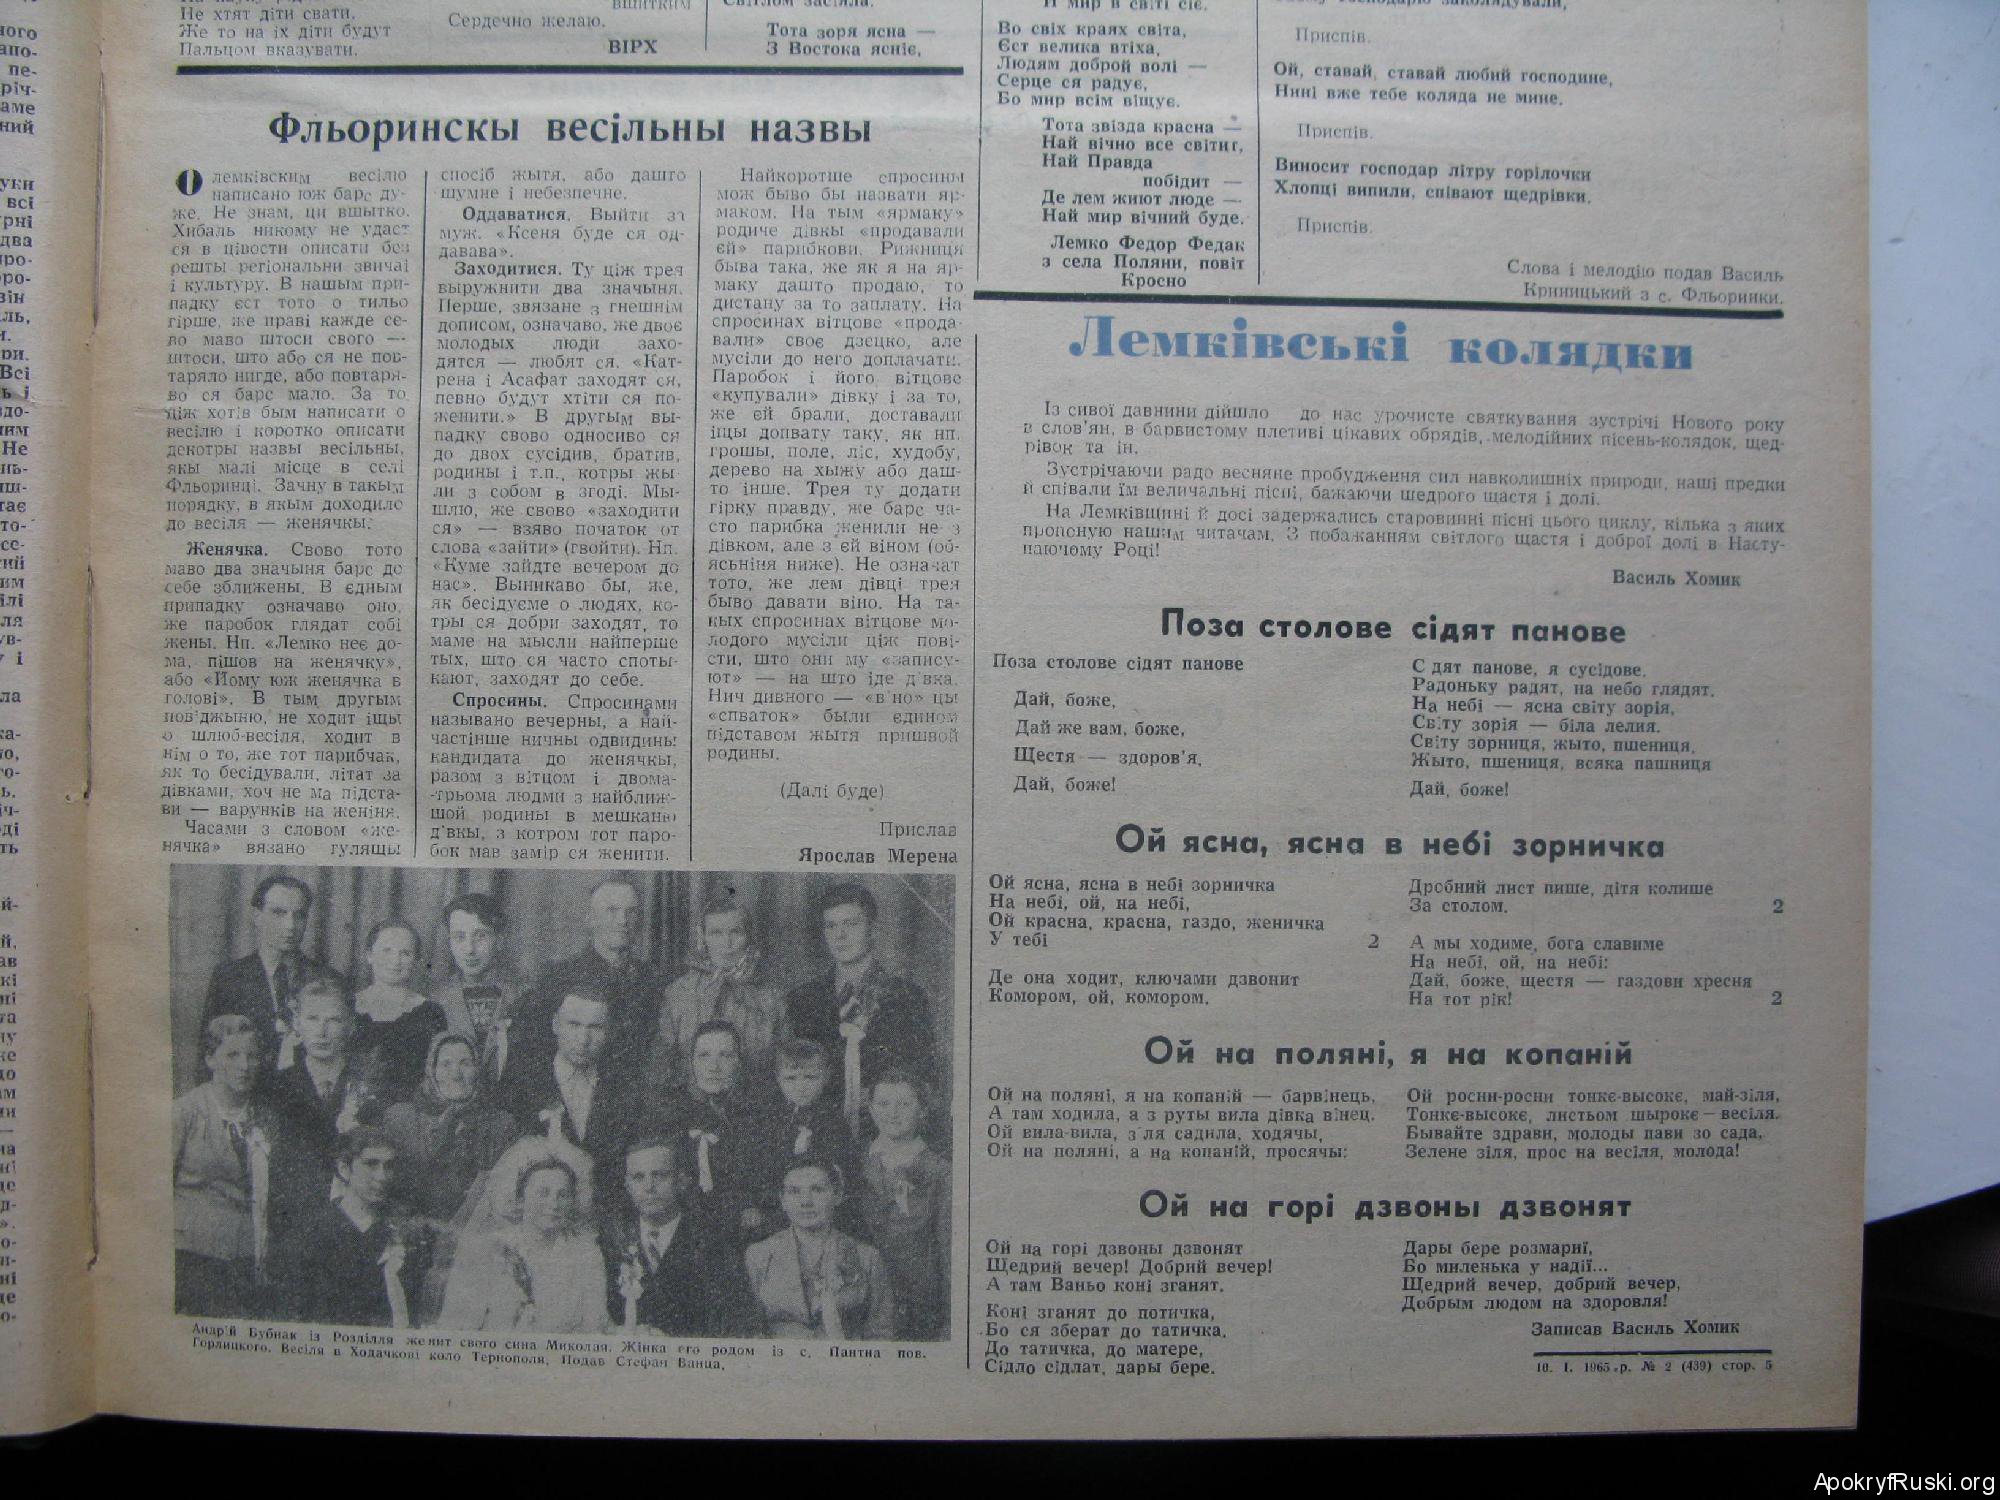 Не хтят діти свати,
Же то на їх діти будут
Пальцом вказувати.
вшитким
Сердечно желаю.
ВІРХ
Тота зоря ясна —
З Востока ясніє,
И мир в світі сіє.
Во свіх краях світа,
Єст велика втіха,
Людям доброй волі —
Серце ся радує,
Бо мир всім віщує.
Тота звізда красна —
Най вічно все світит,
Най Правда
побідит —
Де лем жиют люде —
Най мир вічний буде.
Лемко Федор Федак
з села Поляни, повіт
Кросно
Приспів.
Ой, ставай, ставай любий господине,
Нині вже тебе коляда не мине.
Приспів.
Виносит господар літру горілочки
Хлопці випили, співают щедрівки.
Приспів.
Слова і мелодію подав Василь
Криницький з с. Фльоринки.
Фльоринскы весільны назвы
О лемківским весілю
написано юж барс ду-
же. Не знам, ци вшытко.
Хибаль никому не удаст
ся в цівости описати без
решты регіональни звичаї
і культуру. В нашым при-
падку єст тото о тильо
гірше, же праві кажде се-
ло маво штоси свого —
штоси, што або ся не пов-
таряло нигде, або повтаря-
во ся барс мало. За то
ціж хотів бым написати о
весілю і коротко описати
декотры назвы весільны,
якы малі місце в селі
Фльоринці. Зачну в такым
порядку, в якым доходило
до весіля — женячкы.
Женячка. Свово тото
маво два значыня барс до
себе зближены. В єдным
припадку означаво оно,
же паробок глядат собі
жены. Нп. «Лемко неє до-
ма, пішов на женячку»,
або «Йому юж женячка в
голові». В тым другым
пов'джыню, не ходит іщы
о шлюб-весіля, ходит в
нім о то, же тот парибчак,
як то бесідували, літат за
дівками, хоч не ма підста-
ви — варунків на женіня.
Часами з словом «же-
нячка» вязано гулящы
спосіб жытя, або дашто
шумне і небезпечне.
Оддаватися. Выйти за
муж. «Ксеня буде ся од-
давава».
Заходитися. Ту ціж трея
выружнити два значыня.
Перше, звязане з гнешнім
дописом, означаво, же двоє
молодых люди захо-
дятся — любят ся. «Кат-
рена і Асафат заходят ся,
певно будут хтіти ся по-
женити.» В другым вы-
падку свово односиво ся
до двох сусідив, братив,
родины і т.п., котры жы-
ли з собом в згоді. Мы-
шлю, же свово «заходити
ся» — взяво початок от
слова «зайти» (гвойти). Нп.
«Куме зайдте вечером до
нас». Выникаво бы, же,
як бесідуєме о людях, ко-
тры ся добри заходят, то
маме на мысли найперше
тых, што ся часто споты-
кают, заходят до себе.
Спросины. Спросинами
называно вечерны, а най-
частінше ничны одвидины
кандидата до женячкы,
разом з вітцом і двома-
-трьома людми з найближ-
шой родины в мешканю
д'вкы, з котром тот паро-
бок мав замір ся женити.
Найкоротше спросины
мож быво бы назвати яр-
маком. На тым «ярмаку»
родиче дівкы «продавали
єй» парибкови. Рижниця
быва така, же як я на яр-
маку дашто продаю, то
дистану за то заплату. На
спросинах вітцове «прода-
вали» своє дзецко, але
мусіли до него доплачати.
Паробок і його вітцове
«купували» дівку і за то,
же єй брали, доставали
іщы допвату таку, як нп.
грошы, поле, ліс, худобу,
дерево на хыжу або даш-
то інше. Трея ту додати
гірку правду, же барс ча-
сто парибка женили не з
дівком, але з єй віном (об-
ясьніня ниже). Не означат
тото, же лем дівці трея
быво давати віно. На та-
кых спросинах вітцове мо-
лодого мусіли ціж пові-
сти, што они му «запису-
ют» — на што іде д'вка.
Нич дивного — «в'но» цы
«спваток» были єдином
підставом жытя пришвой
родины.
(Далі буде)
Прислав
Ярослав Мерена
Андрій Бубнак із Розділля женит свого сина Миколая. Жінка его родом із с. Пантна пов.
Горлицкого. Весіля в Ходачкові коло Тернополя. Подав Стефан Ванца.
Лемківські колядки
Із сивої давнини дійшло до нас урочисте святкування зустрічі Нового року
в слов'ян, в барвистому плетиві цікавих обрядів, мелодійних пісень-колядок, щед-
рівок та ін.
Зустрічаючи радо весняне пробудження сил навколишніх природи, наші предки
й співали їм величальні пісні, бажаючи щедрого щастя і долі.
На Лемківщині й досі задержались старовинні пісні цього циклу, кілька з яких
пропоную нашим читачам. З побажанням світлого щастя і доброї долі в Насту-
паючому Році!
Василь Хомик
Поза столове сідят панове
Поза столове сідят панове
Дай, боже,
Дай же вам, боже,
Щестя — здоров'я,
Дай, боже!
С дят панове, я сусідове.
Радоньку радят, на небо глядят.
На небі — ясна світу зорія,
Світу зорія — біла лелия.
Світу зорниця, жыто, пшениця,
Жыто, пшениця, всяка пашниця
Дай, боже!
Ой ясна, ясна в небі зорничка
Ой ясна, ясна в небі зорничка
На небі, ой, на небі,
Ой красна, красна, газдо, женичка
У тебі 2
Де она ходит, ключами дзвонит
Комором, ой, комором.
Дробний лист пише, дітя колише
За столом. 2
А мы ходиме, бога славиме
На небі, ой, на небі:
Дай, боже, щестя — газдови хресня
На тот рік! 2
Ой на поляні, я на копаній
Ой на поляні, я на копаній — барвінець,
А там ходила, а з руты вила дівка вінец.
Ой вила-вила, з'ля садила, ходячы,
Ой на поляні, а на копаній, просячы:
Ой росни-росни тонкє-высокє, май-зіля,
Тонкє-высокє, листьом шырокє — весіля.
Бывайте здрави, молоды пави зо сада,
Зелене зіля, прос на весіля, молода!
Ой на горі дзвоны дзвонят
Ой на горі дзвоны дзвонят
Щедрий вечер! Добрий вечер!
А там Ваньо коні зганят.
Коні зганят до потичка,
Бо ся зберат до татичка.
До татичка, до матере,
Сідло сідлат, дары бере.
Дары бере розмарні,
Бо миленька у надії...
Щедрий вечер, добрий вечер,
Добрым людом на здоровля!
Записав Василь Хомик
10. I. 1965 р. № 2 (439) стор. 5
ApokryfRuski.org